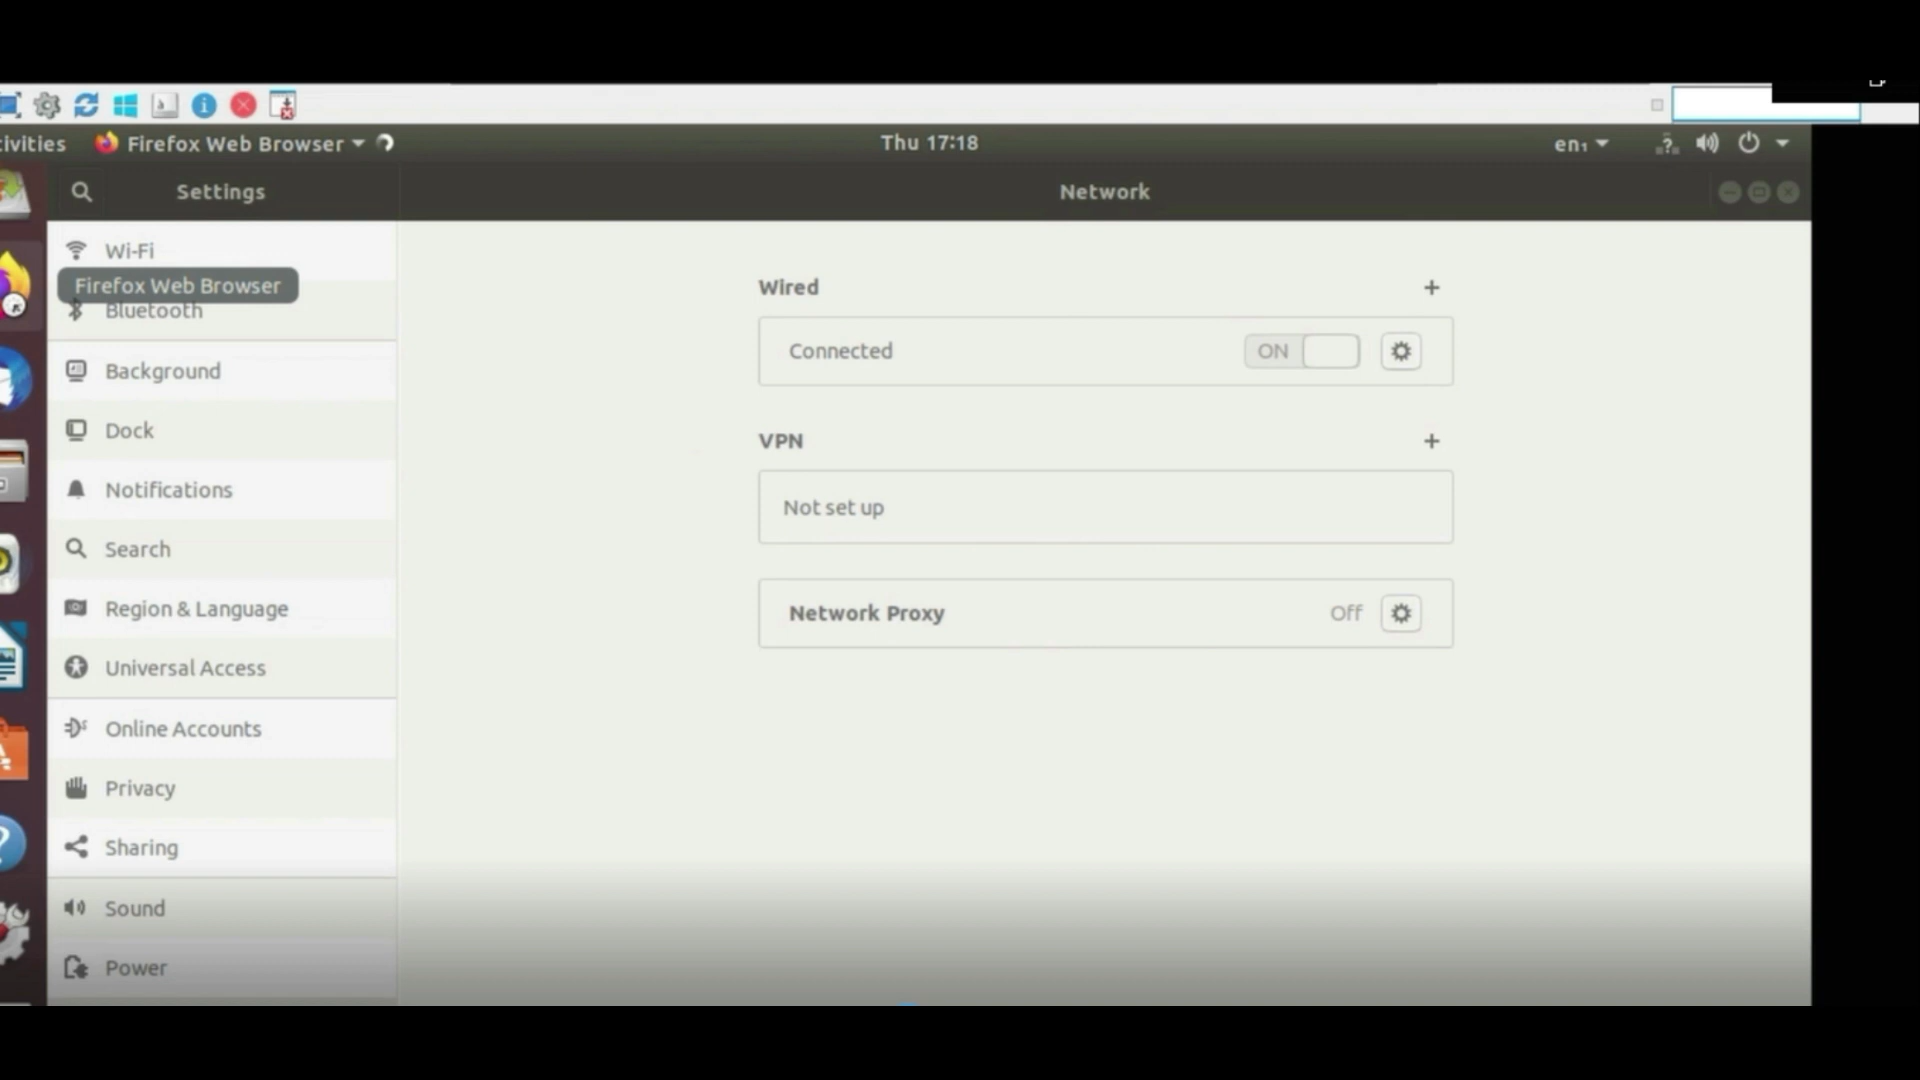 ivities
Firefox Web Browser
Thu 17:18
en₁
Settings
Network
Wi-Fi
Firefox Web Browser
Bluetooth
Background
Dock
Notifications
Search
Region & Language
Universal Access
Online Accounts
Privacy
Sharing
Sound
Power
Wired
Connected
ON
VPN
Not set up
Network Proxy
Off